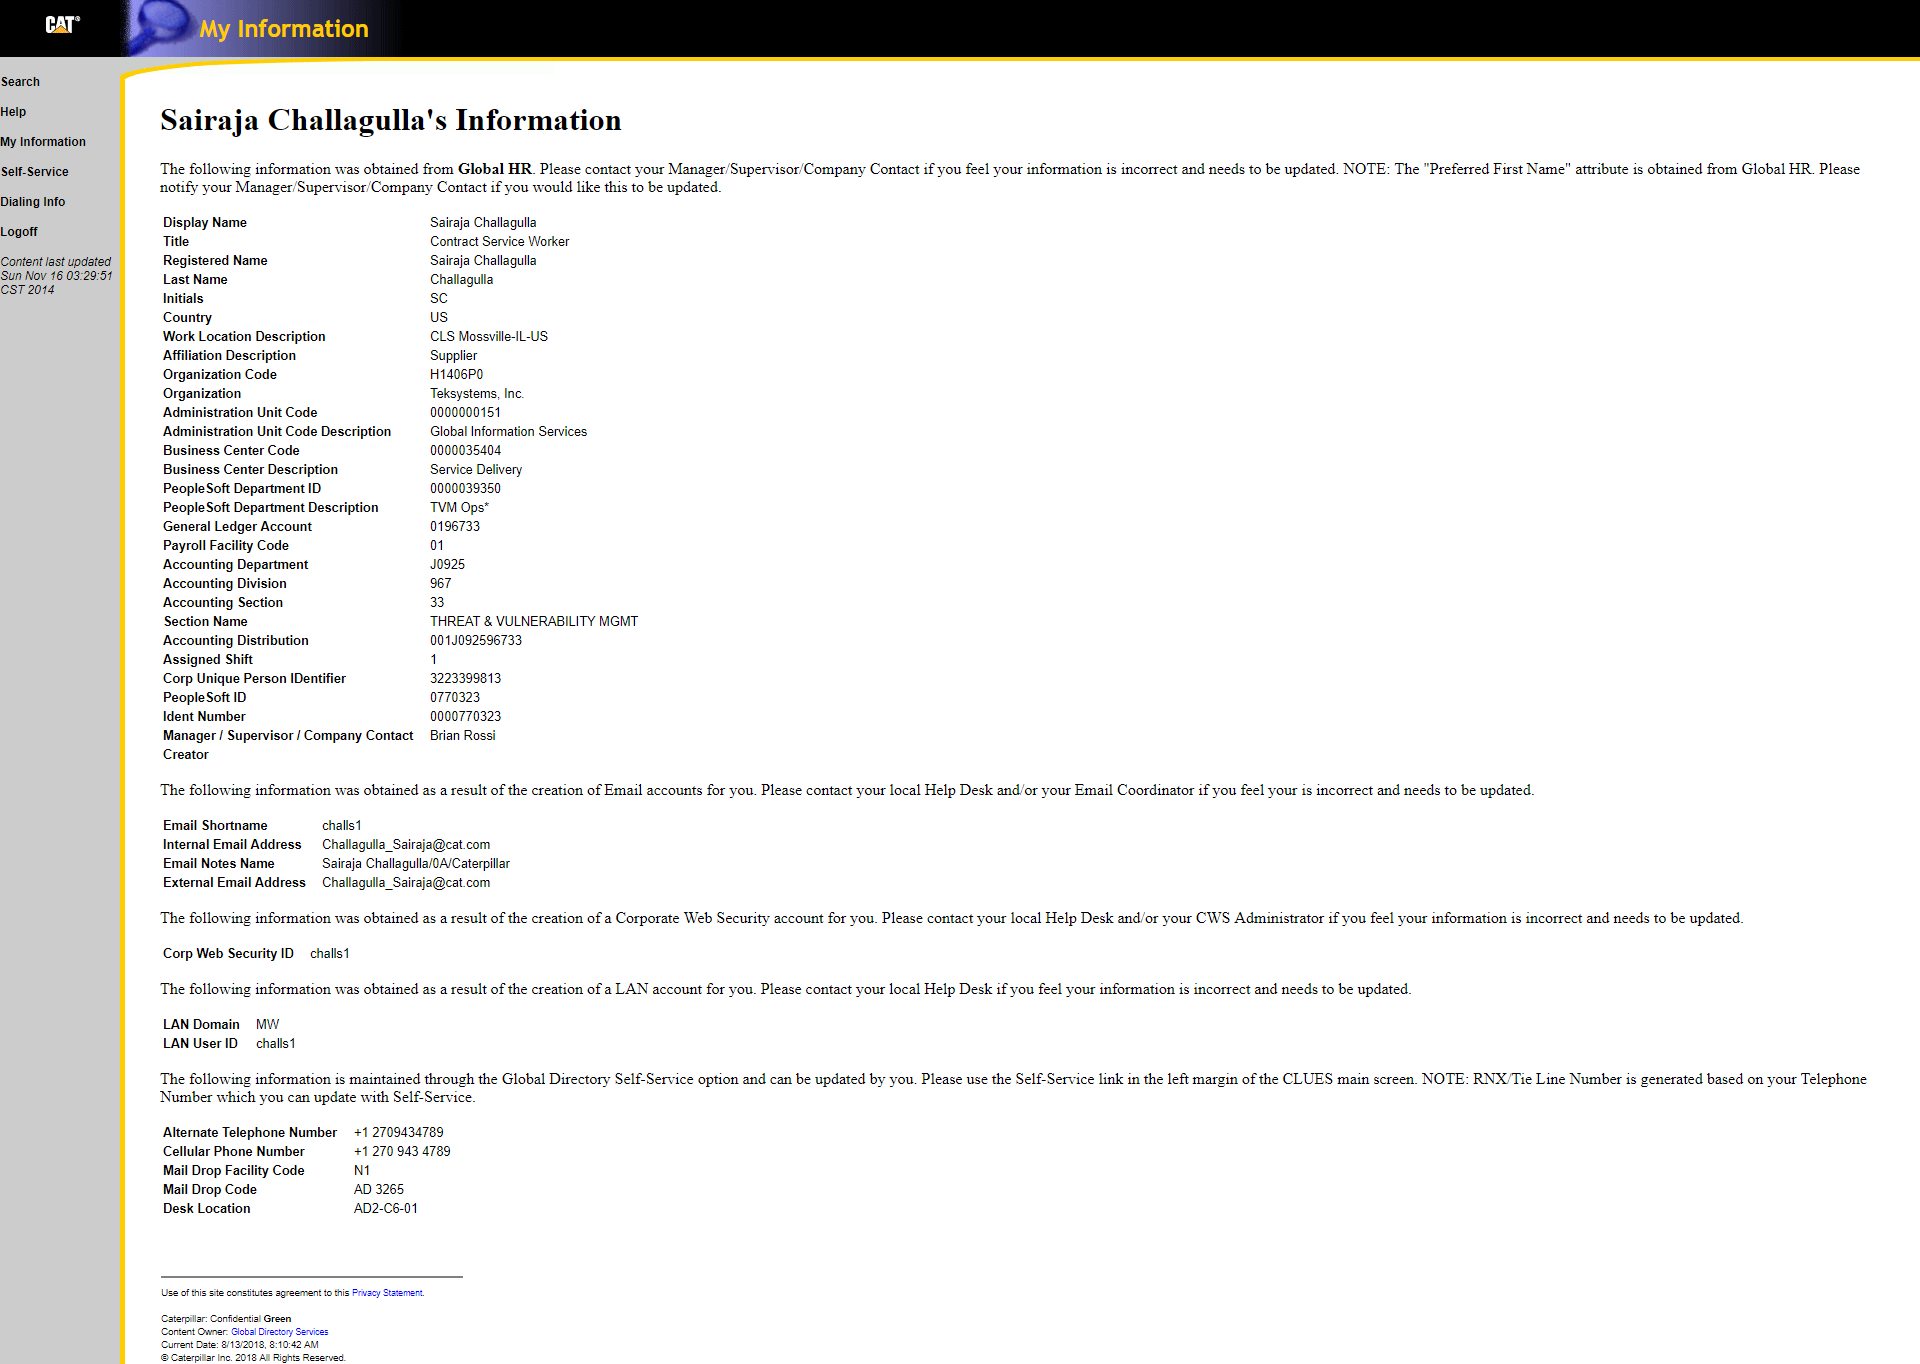 CAT®
My Information
Search
Help
My Information
Self-Service
Dialing Info
Logoff
Content last updated
Sun Nov 16 03:29:51
CST 2014
Sairaja Challagulla's Information
The following information was obtained from Global HR. Please contact your Manager/Supervisor/Company Contact if you feel your information is incorrect and needs to be updated. NOTE: The "Preferred First Name" attribute is obtained from Global HR. Please
notify your Manager/Supervisor/Company Contact if you would like this to be updated.
Display Name Sairaja Challagulla
Title Contract Service Worker
Registered Name Sairaja Challagulla
Last Name Challagulla
Initials SC
Country US
Work Location Description CLS Mossville-IL-US
Affiliation Description Supplier
Organization Code H1406P0
Organization Teksystems, Inc.
Administration Unit Code 0000000151
Administration Unit Code Description Global Information Services
Business Center Code 0000035404
Business Center Description Service Delivery
PeopleSoft Department ID 0000039350
PeopleSoft Department Description TVM Ops*
General Ledger Account 0196733
Payroll Facility Code 01
Accounting Department J0925
Accounting Division 967
Accounting Section 33
Section Name THREAT & VULNERABILITY MGMT
Accounting Distribution 001J092596733
Assigned Shift 1
Corp Unique Person IDentifier 3223399813
PeopleSoft ID 0770323
Ident Number 0000770323
Manager / Supervisor / Company Contact Brian Rossi
Creator
The following information was obtained as a result of the creation of Email accounts for you. Please contact your local Help Desk and/or your Email Coordinator if you feel your is incorrect and needs to be updated.
Email Shortname challs1
Internal Email Address Challagulla_Sairaja@cat.com
Email Notes Name Sairaja Challagulla/0A/Caterpillar
External Email Address Challagulla_Sairaja@cat.com
The following information was obtained as a result of the creation of a Corporate Web Security account for you. Please contact your local Help Desk and/or your CWS Administrator if you feel your information is incorrect and needs to be updated.
Corp Web Security ID challs1
The following information was obtained as a result of the creation of a LAN account for you. Please contact your local Help Desk if you feel your information is incorrect and needs to be updated.
LAN Domain MW
LAN User ID challs1
The following information is maintained through the Global Directory Self-Service option and can be updated by you. Please use the Self-Service link in the left margin of the CLUES main screen. NOTE: RNX/Tie Line Number is generated based on your Telephone
Number which you can update with Self-Service.
Alternate Telephone Number +1 2709434789
Cellular Phone Number +1 270 943 4789
Mail Drop Facility Code N1
Mail Drop Code AD 3265
Desk Location AD2-C6-01
Use of this site constitutes agreement to this Privacy Statement.
Caterpillar: Confidential Green
Content Owner: Global Directory Services
Current Date: 8/13/2018, 8:10:42 AM
© Caterpillar Inc. 2018 All Rights Reserved.